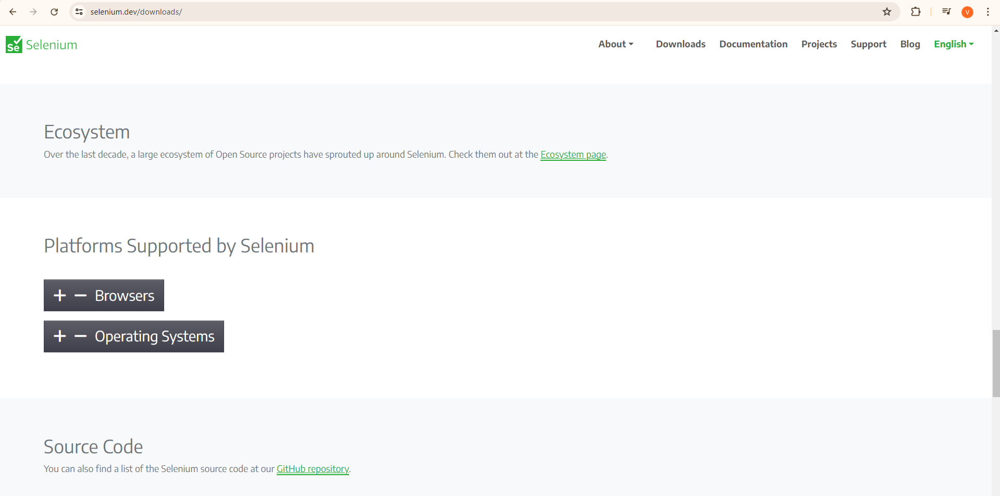 selenium.dev/downloads/
V
Se Selenium
About Downloads Documentation Projects Support Blog English
Ecosystem
Over the last decade, a large ecosystem of Open Source projects have sprouted up around Selenium. Check them out at the Ecosystem page.
Platforms Supported by Selenium
+ − Browsers
+ − Operating Systems
Source Code
You can also find a list of the Selenium source code at our GitHub repository.